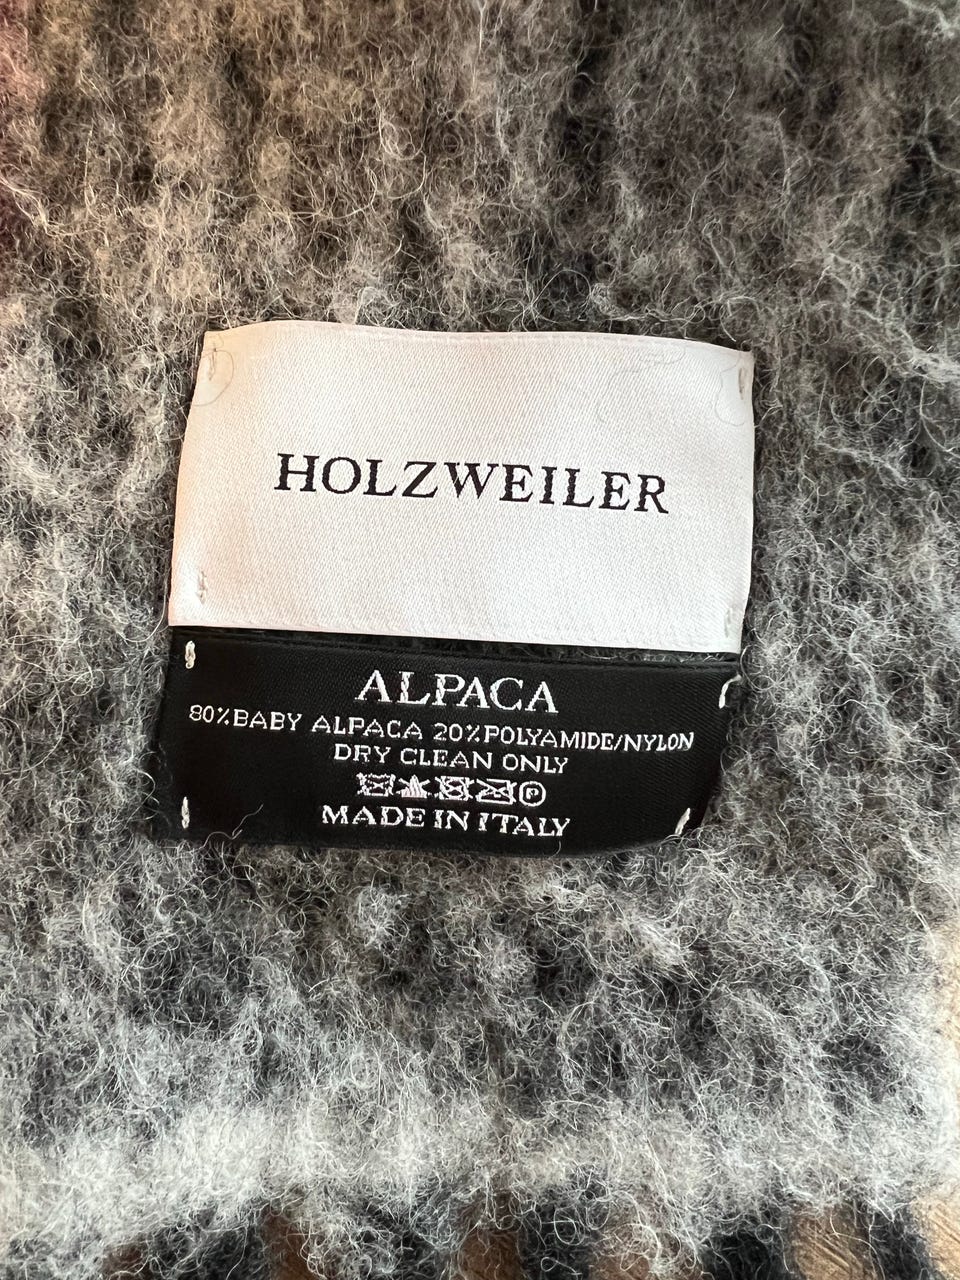 HOLZWEILER
ALPACA
80%BABY ALPACA 20%POLYAMIDE/NYLON
DRY CLEAN ONLY
P
MADE IN ITALY